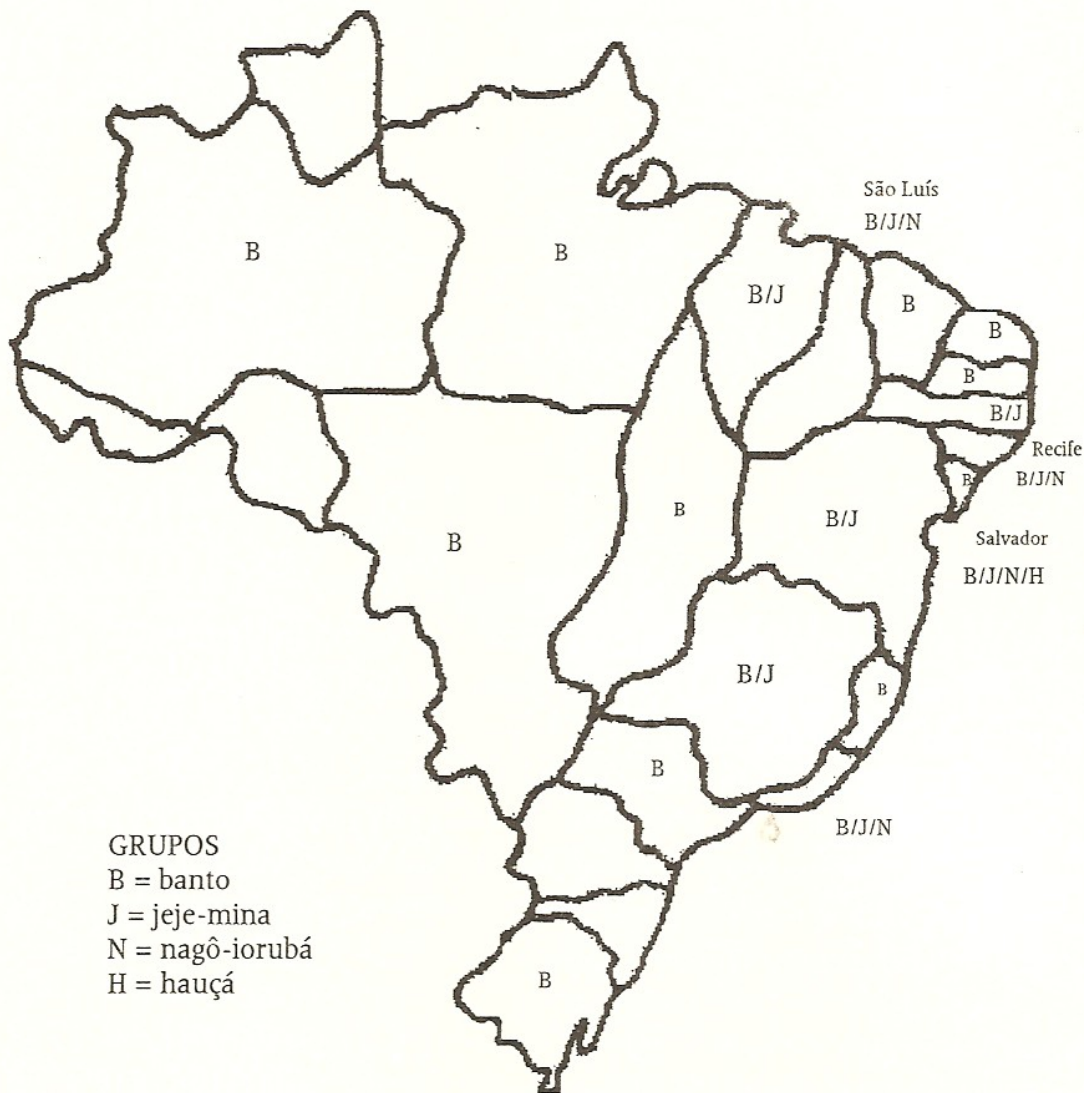 São Luís
B/J/N
B
B
B/J
B
B
B
B/J
Recife
B/J/N
B
B
B/J
Salvador
B/J/N/H
B
B/J
B
B
B/J/N
GRUPOS
B = banto
J = jeje-mina
N = nagô-iorubá
H = hauçá
B